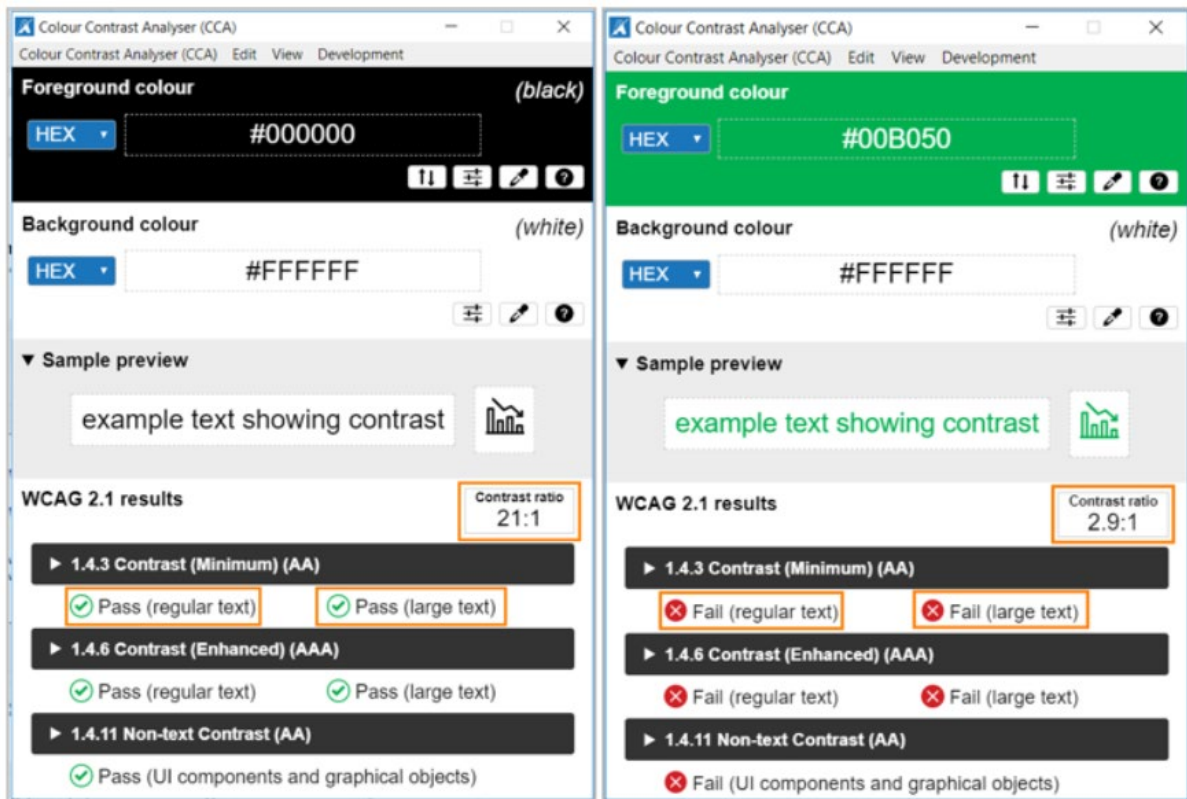 Colour Contrast Analyser (CCA)
Colour Contrast Analyser (CCA) Edit View Development
Foreground colour (black)
HEX #000000
Background colour (white)
HEX #FFFFFF
Sample preview
example text showing contrast
WCAG 2.1 results
Contrast ratio
21:1
1.4.3 Contrast (Minimum) (AA)
Pass (regular text) Pass (large text)
1.4.6 Contrast (Enhanced) (AAA)
Pass (regular text) Pass (large text)
1.4.11 Non-text Contrast (AA)
Pass (UI components and graphical objects)
Colour Contrast Analyser (CCA)
Colour Contrast Analyser (CCA) Edit View Development
Foreground colour
HEX #00B050
Background colour (white)
HEX #FFFFFF
Sample preview
example text showing contrast
WCAG 2.1 results
Contrast ratio
2.9:1
1.4.3 Contrast (Minimum) (AA)
Fail (regular text) Fail (large text)
1.4.6 Contrast (Enhanced) (AAA)
Fail (regular text) Fail (large text)
1.4.11 Non-text Contrast (AA)
Fail (UI components and graphical objects)